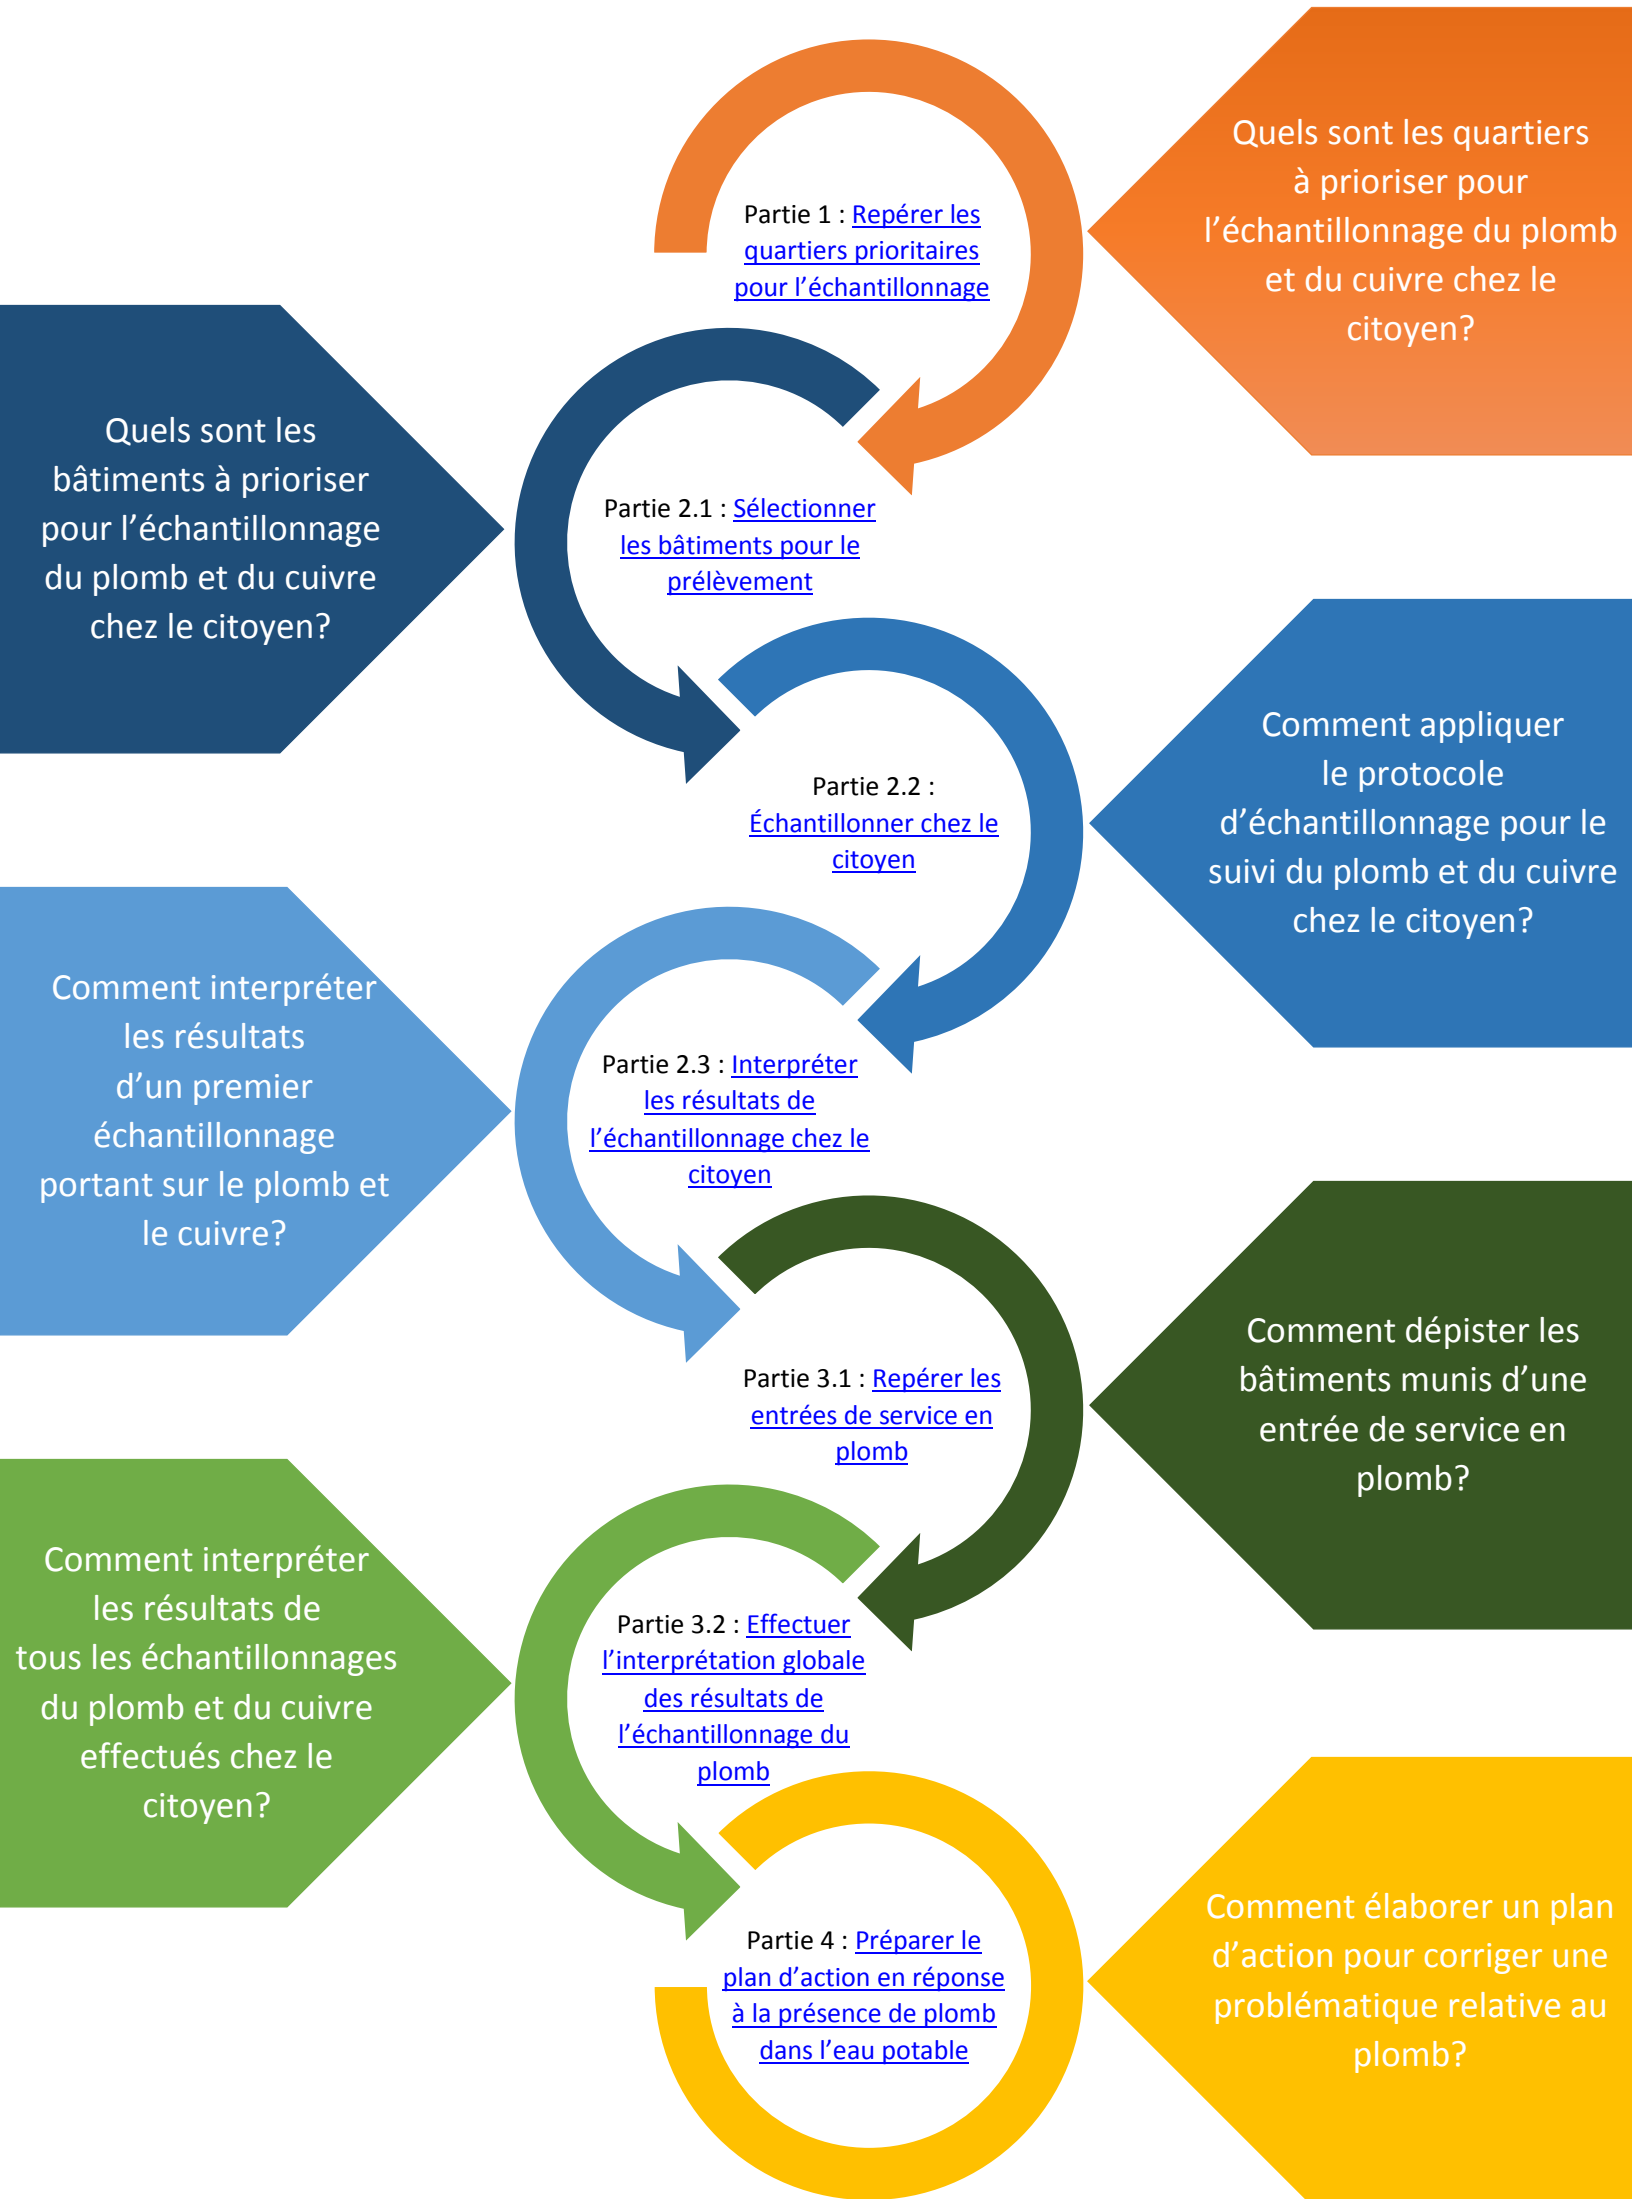 Quels sont les quartiers
à prioriser pour
l’échantillonnage du plomb
et du cuivre chez le
citoyen?
Partie 1 : Repérer les
quartiers prioritaires
pour l’échantillonnage
Quels sont les
bâtiments à prioriser
pour l’échantillonnage
du plomb et du cuivre
chez le citoyen?
Partie 2.1 : Sélectionner
les bâtiments pour le
prélèvement
Comment appliquer
le protocole
d’échantillonnage pour le
suivi du plomb et du cuivre
chez le citoyen?
Partie 2.2 :
Échantillonner chez le
citoyen
Comment interpréter
les résultats
d’un premier
échantillonnage
portant sur le plomb et
le cuivre?
Partie 2.3 : Interpréter
les résultats de
l’échantillonnage chez le
citoyen
Comment dépister les
bâtiments munis d’une
entrée de service en
plomb?
Partie 3.1 : Repérer les
entrées de service en
plomb
Comment interpréter
les résultats de
tous les échantillonnages
du plomb et du cuivre
effectués chez le
citoyen?
Partie 3.2 : Effectuer
l’interprétation globale
des résultats de
l’échantillonnage du
plomb
Comment élaborer un plan
d’action pour corriger une
problématique relative au
plomb?
Partie 4 : Préparer le
plan d’action en réponse
à la présence de plomb
dans l’eau potable